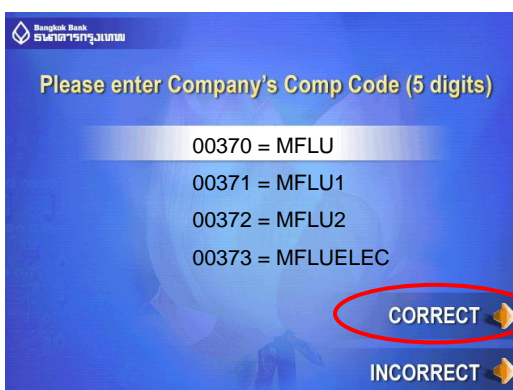 Bangkok Bank
ธนาคารกรุงเทพ
Please enter Company's Comp Code (5 digits)
00370 = MFLU
00371 = MFLU1
00372 = MFLU2
00373 = MFLUELEC
CORRECT
INCORRECT